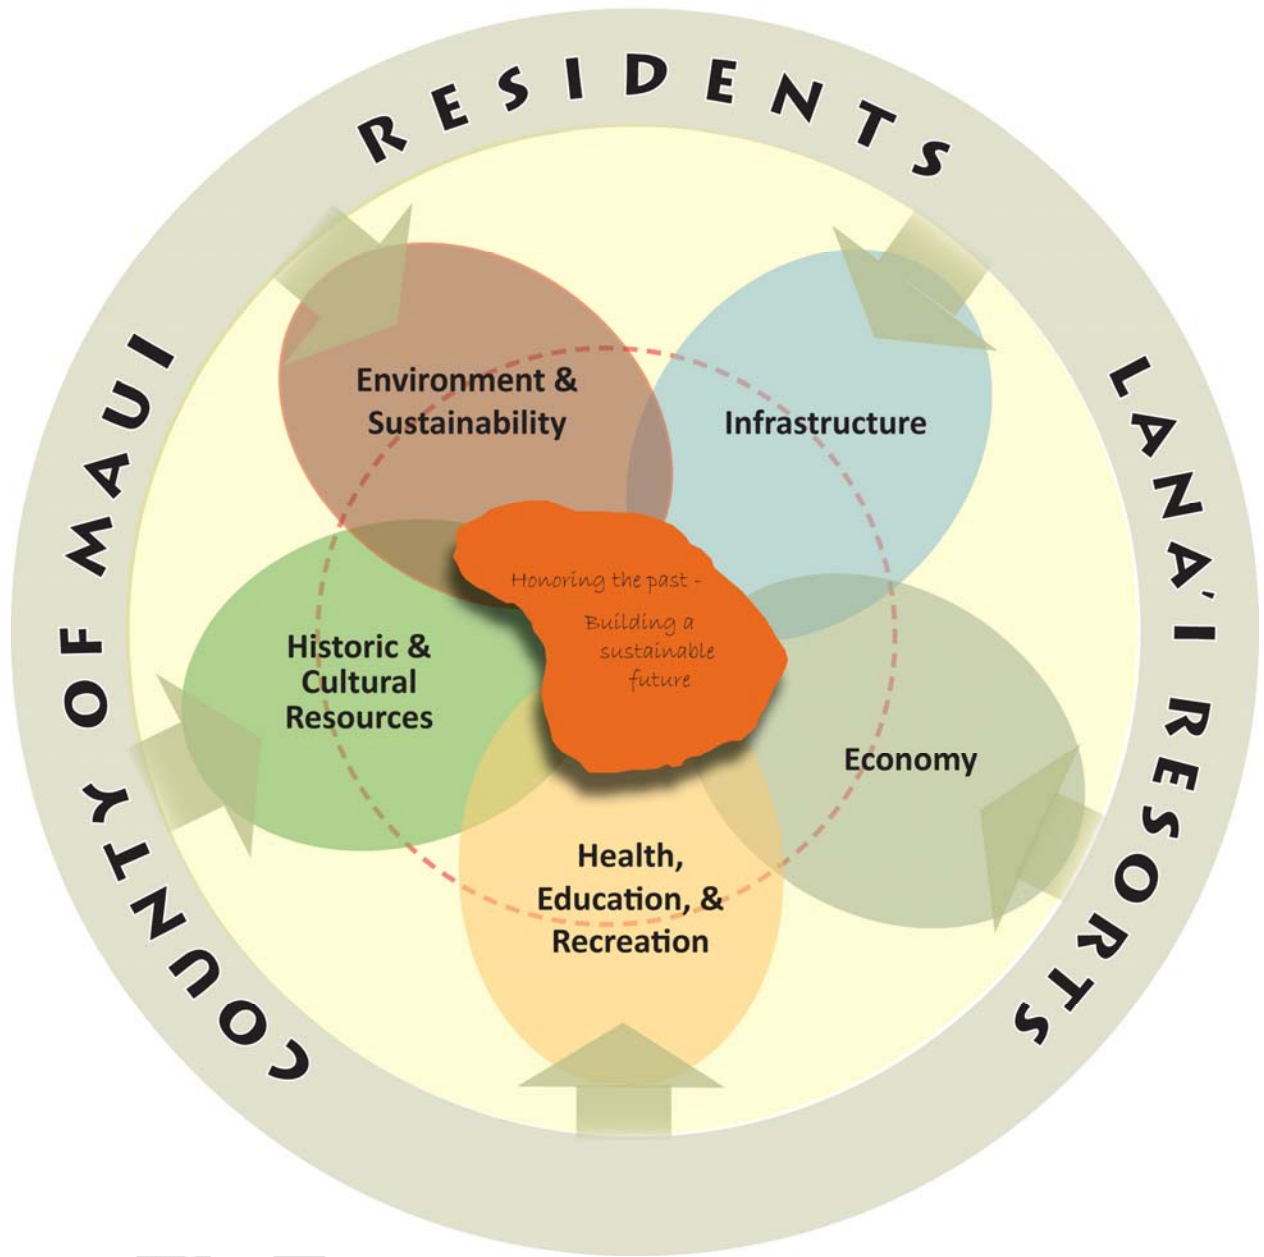 RESIDENTS
COUNTY OF MAUI
LANA'I RESORTS
Environment &
Sustainability
Infrastructure
Honoring the past -
Building a
sustainable
future
Historic &
Cultural
Resources
Economy
Health,
Education, &
Recreation